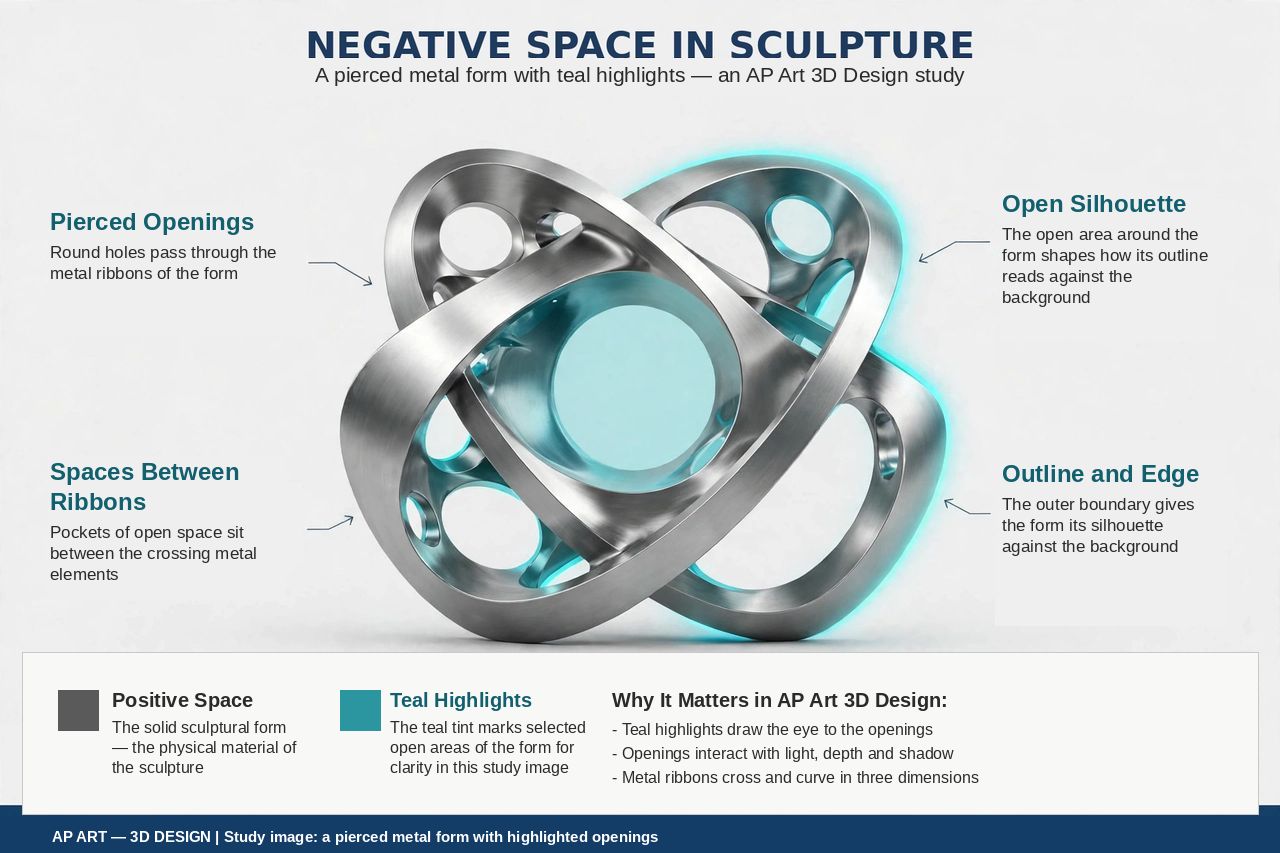 NEGATIVE SPACE IN SCULPTURE
A pierced metal form with teal highlights — an AP Art 3D Design study
Pierced Openings
Round holes pass through the
metal ribbons of the form
Open Silhouette
The open area around the
form shapes how its outline
reads against the
background
Spaces Between
Ribbons
Pockets of open space sit
between the crossing metal
elements
Outline and Edge
The outer boundary gives
the form its silhouette
against the background
Positive Space
The solid sculptural form
— the physical material of
the sculpture
Teal Highlights
The teal tint marks selected
open areas of the form for
clarity in this study image
Why It Matters in AP Art 3D Design:
- Teal highlights draw the eye to the openings
- Openings interact with light, depth and shadow
- Metal ribbons cross and curve in three dimensions
AP ART — 3D DESIGN | Study image: a pierced metal form with highlighted openings